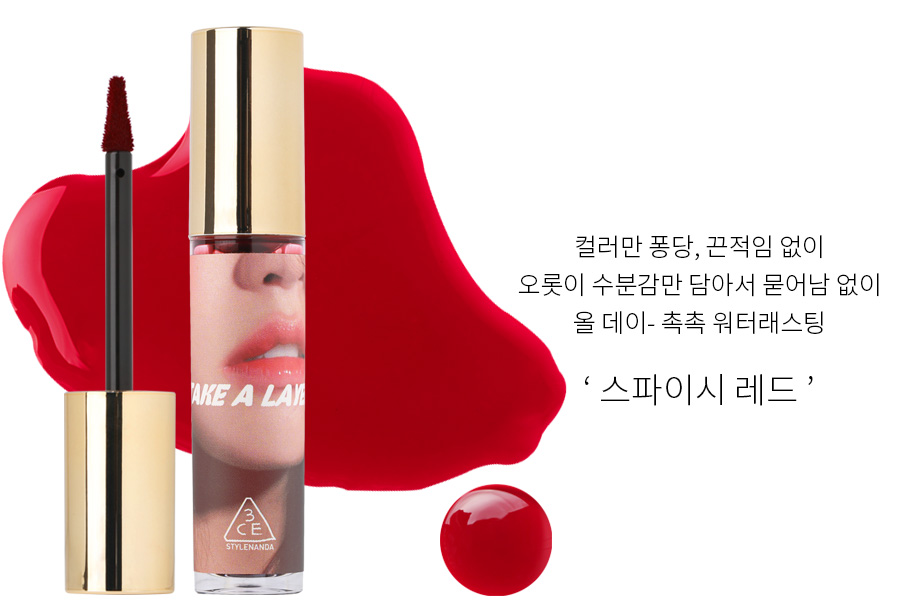 컬러만 퐁당, 끈적임 없이
오롯이 수분감만 담아서 묻어남 없이
올 데이- 촉촉 워터래스팅
‘ 스파이시 레드 ’
TAKE A LAYE
3
CE
STYLENANDA